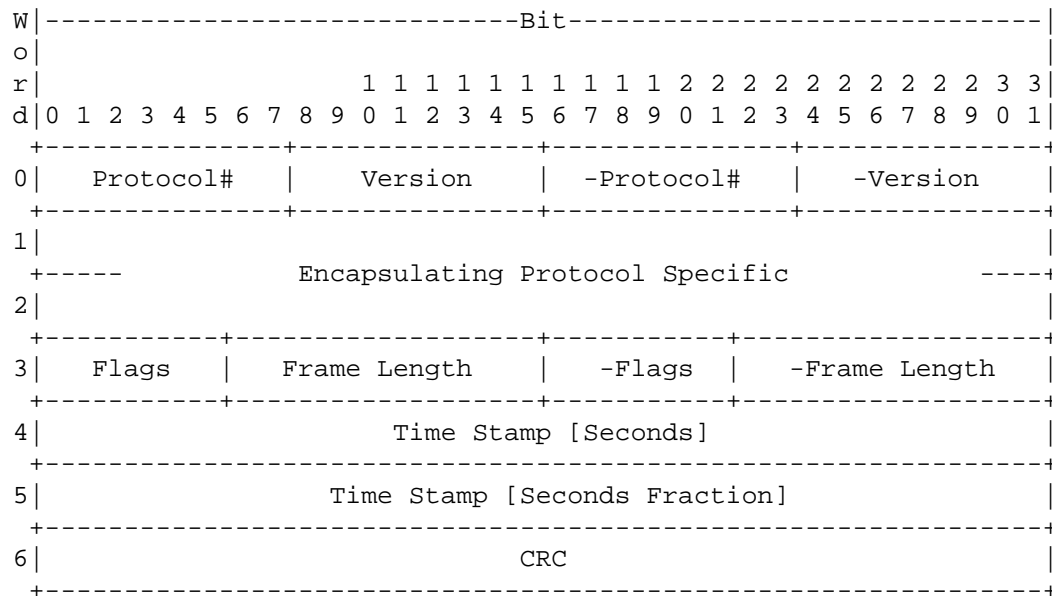 W|------------------------------Bit------------------------------|
o|                                                               |
r|                    1 1 1 1 1 1 1 1 1 1 2 2 2 2 2 2 2 2 2 2 3 3|
d|0 1 2 3 4 5 6 7 8 9 0 1 2 3 4 5 6 7 8 9 0 1 2 3 4 5 6 7 8 9 0 1|
 +---------------+---------------+---------------+---------------+
0|   Protocol#   |    Version    |  -Protocol#   |   -Version    |
 +---------------+---------------+---------------+---------------+
1|                                                               |
 +-----           Encapsulating Protocol Specific            ----+
2|                                                               |
 +-----------+-------------------+-----------+-------------------+
3|   Flags   |   Frame Length    |   -Flags  |   -Frame Length   |
 +-----------+-------------------+-----------+-------------------+
4|                      Time Stamp [Seconds]                     |
 +---------------------------------------------------------------+
5|                  Time Stamp [Seconds Fraction]                |
 +---------------------------------------------------------------+
6|                              CRC                              |
 +---------------------------------------------------------------+